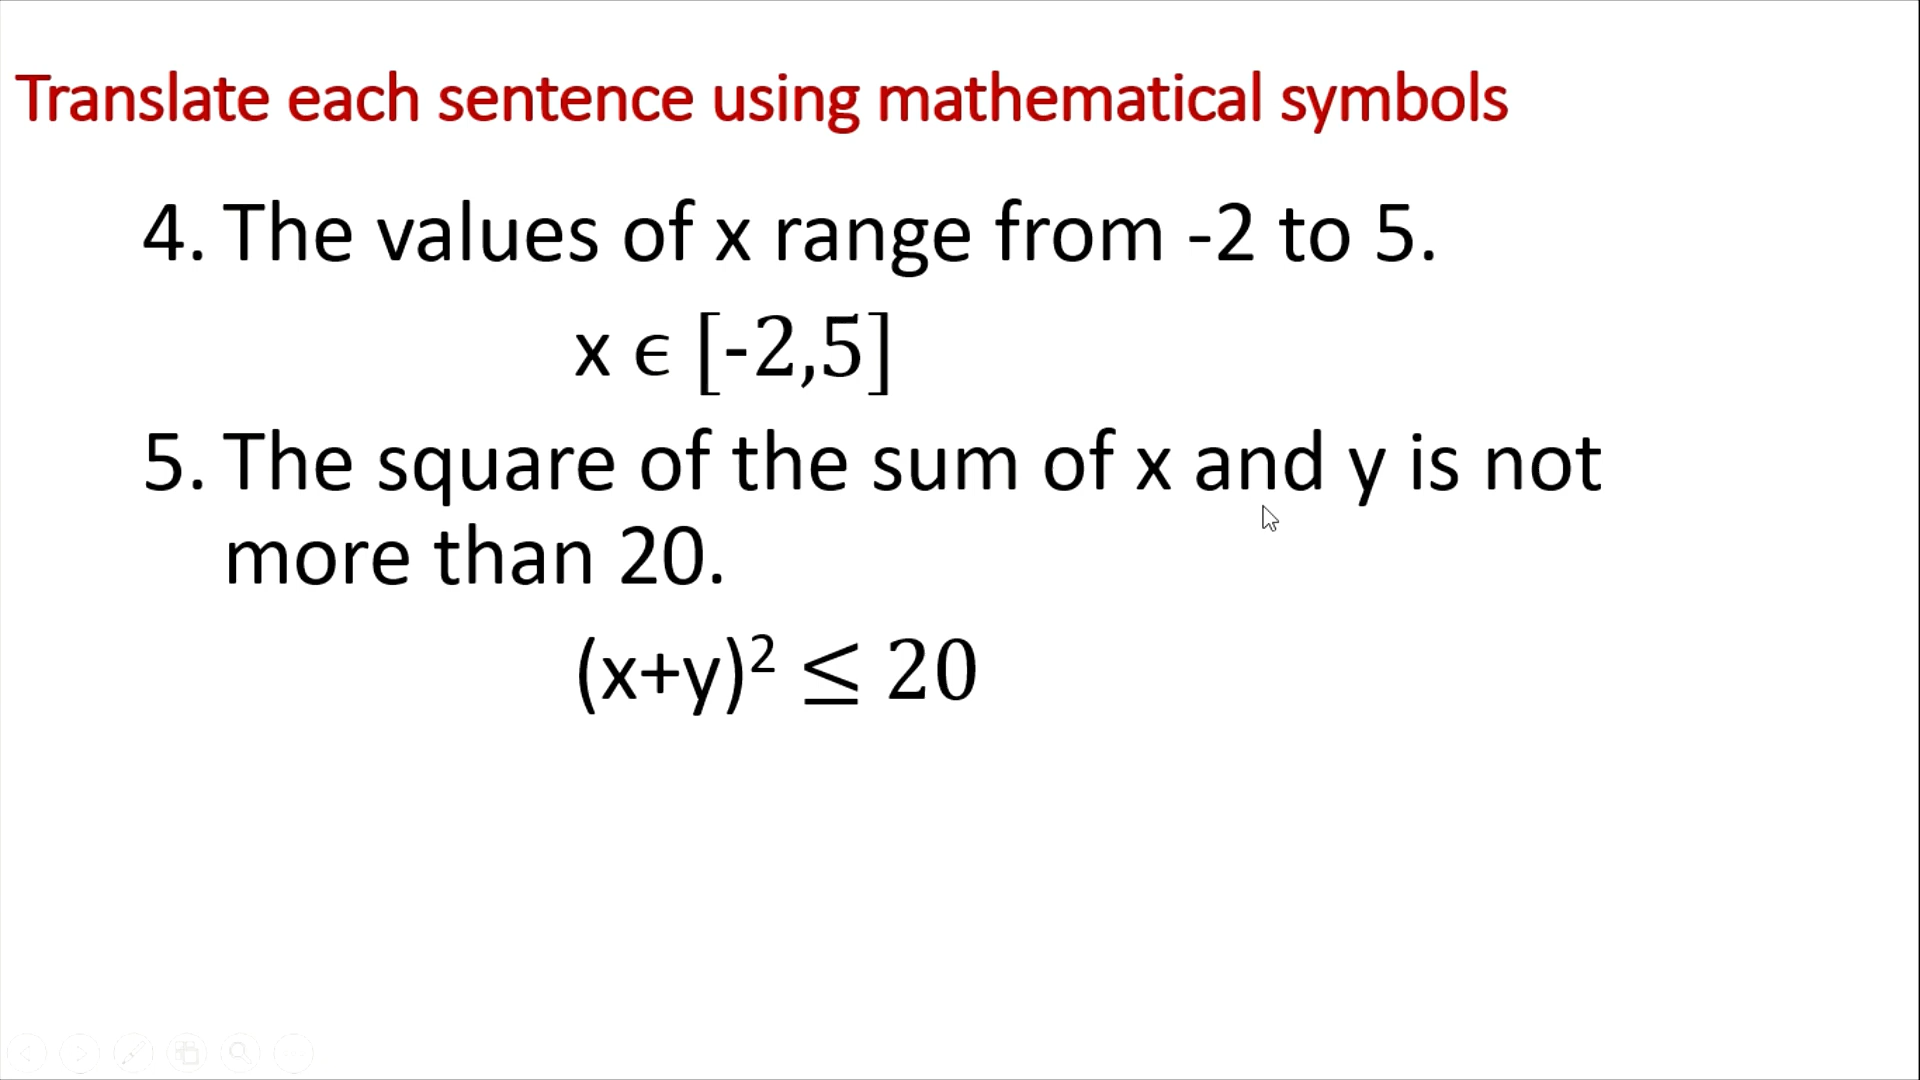 Translate each sentence using mathematical symbols
4. The values of x range from -2 to 5.
x ϵ [-2,5]
5. The square of the sum of x and y is not
more than 20.
(x+y)² ≤ 20